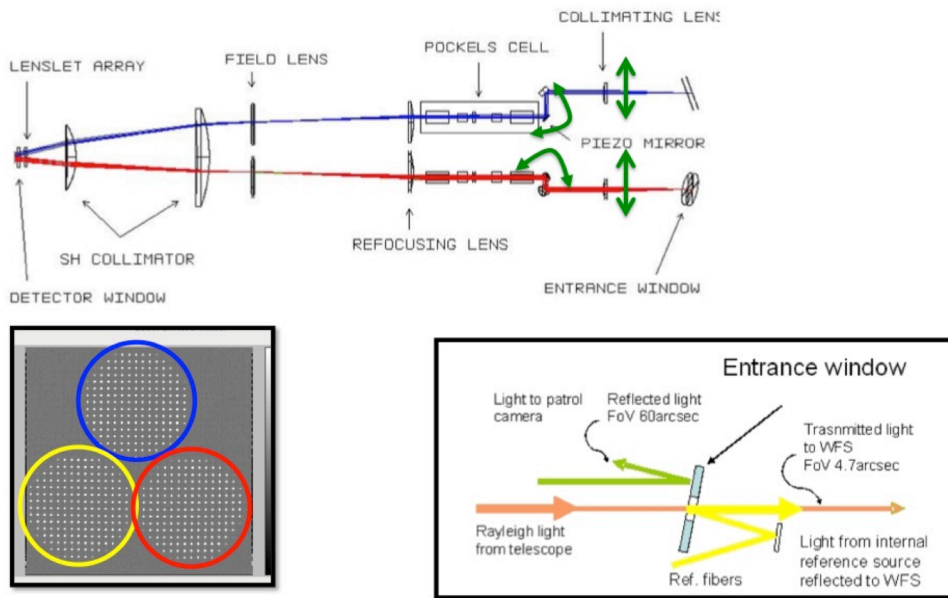 COLLIMATING LENS
POCKELS CELL
FIELD LENS
LENSLET ARRAY
PIEZO MIRROR
REFOCUSING LENS
SH COLLIMATOR
ENTRANCE WINDOW
DETECTOR WINDOW
Entrance window
Light to patrol
camera
Reflected light
FoV 60arcsec
Trasnmitted light
to WFS
FoV 4.7arcsec
Rayleigh light
from telescope
Ref. fibers
Light from internal
reference source
reflected to WFS